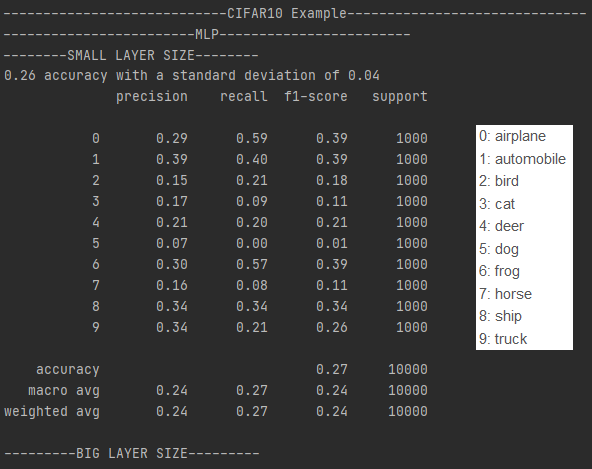 ----------------------------CIFAR10 Example------------------------------
------------------------MLP------------------------
--------SMALL LAYER SIZE--------
0.26 accuracy with a standard deviation of 0.04
precision recall f1-score support
0 0.29 0.59 0.39 1000
1 0.39 0.40 0.39 1000
2 0.15 0.21 0.18 1000
3 0.17 0.09 0.11 1000
4 0.21 0.20 0.21 1000
5 0.07 0.00 0.01 1000
6 0.30 0.57 0.39 1000
7 0.16 0.08 0.11 1000
8 0.34 0.34 0.34 1000
9 0.34 0.21 0.26 1000
accuracy 0.27 10000
macro avg 0.24 0.27 0.24 10000
weighted avg 0.24 0.27 0.24 10000
---------BIG LAYER SIZE---------
0: airplane
1: automobile
2: bird
3: cat
4: deer
5: dog
6: frog
7: horse
8: ship
9: truck